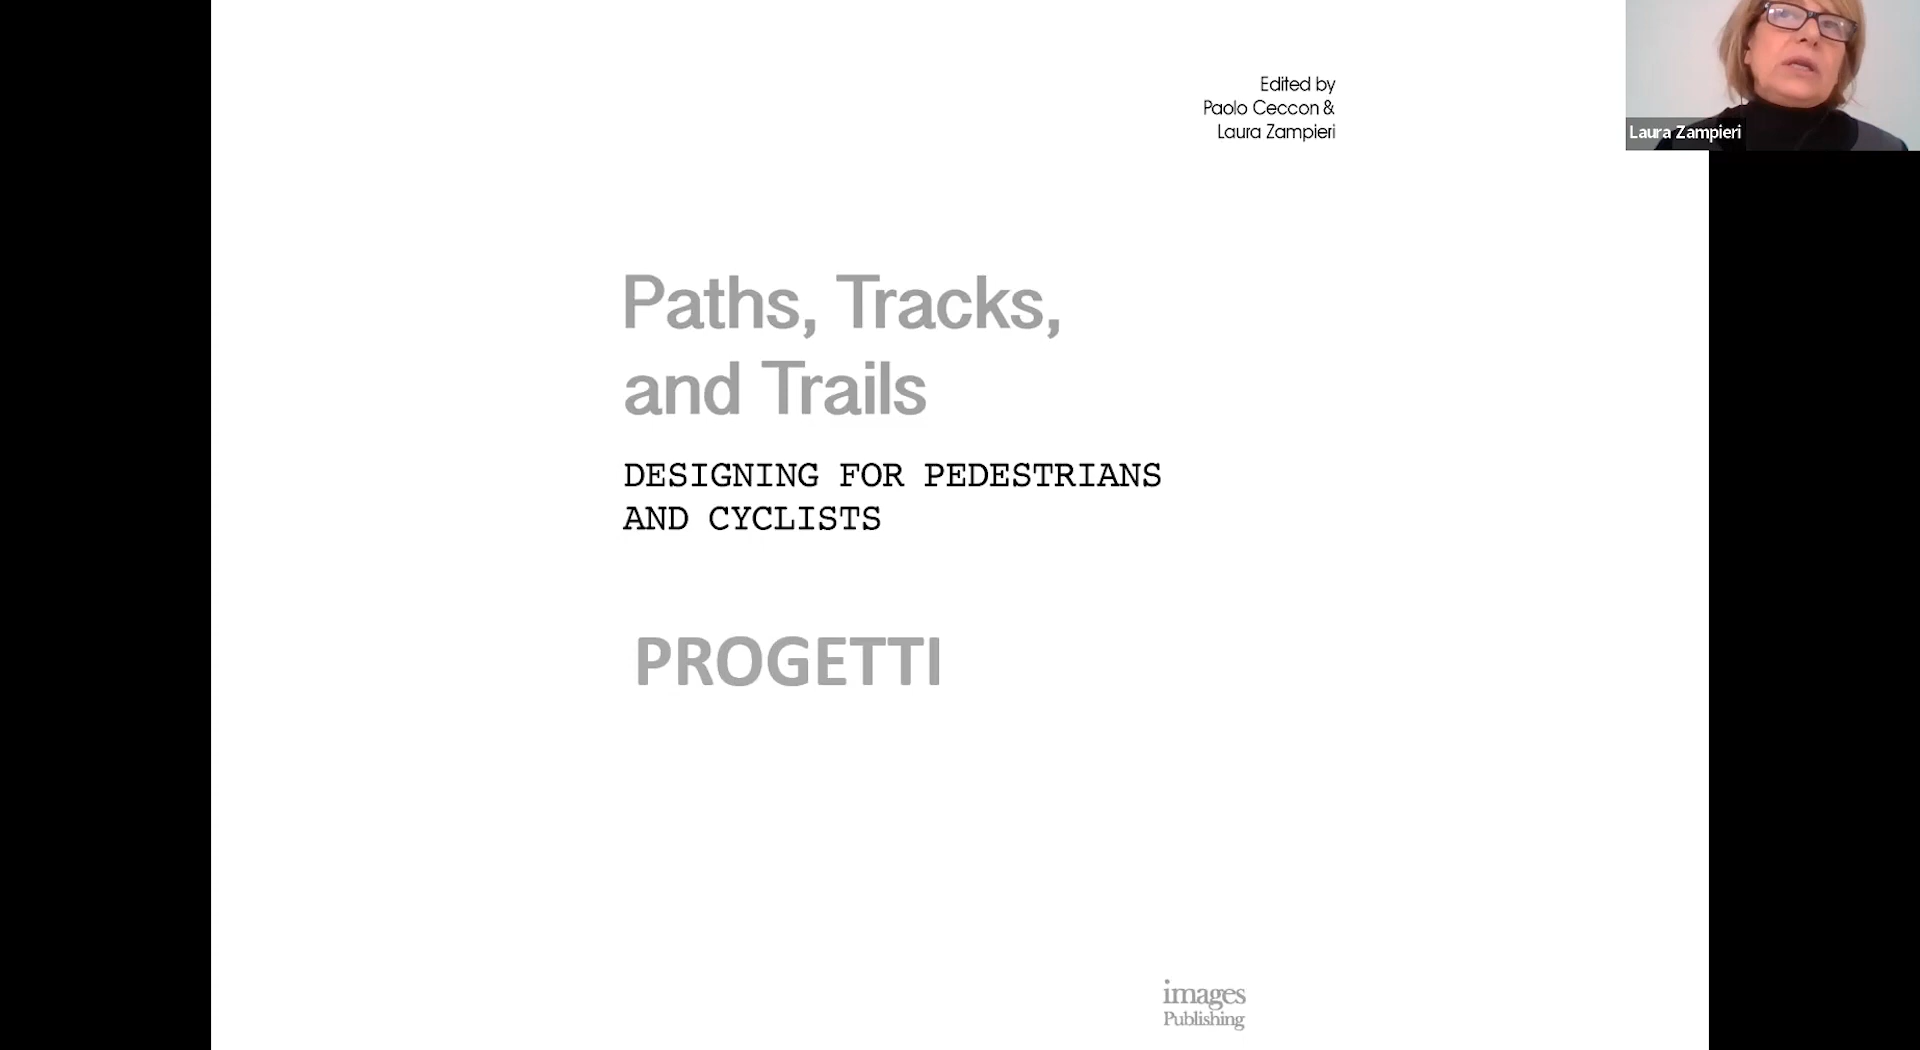 Edited by
Paolo Ceccon &
Laura Zampieri
Laura Zampieri
Paths, Tracks,
and Trails
DESIGNING FOR PEDESTRIANS
AND CYCLISTS
PROGETTI
images
Publishing